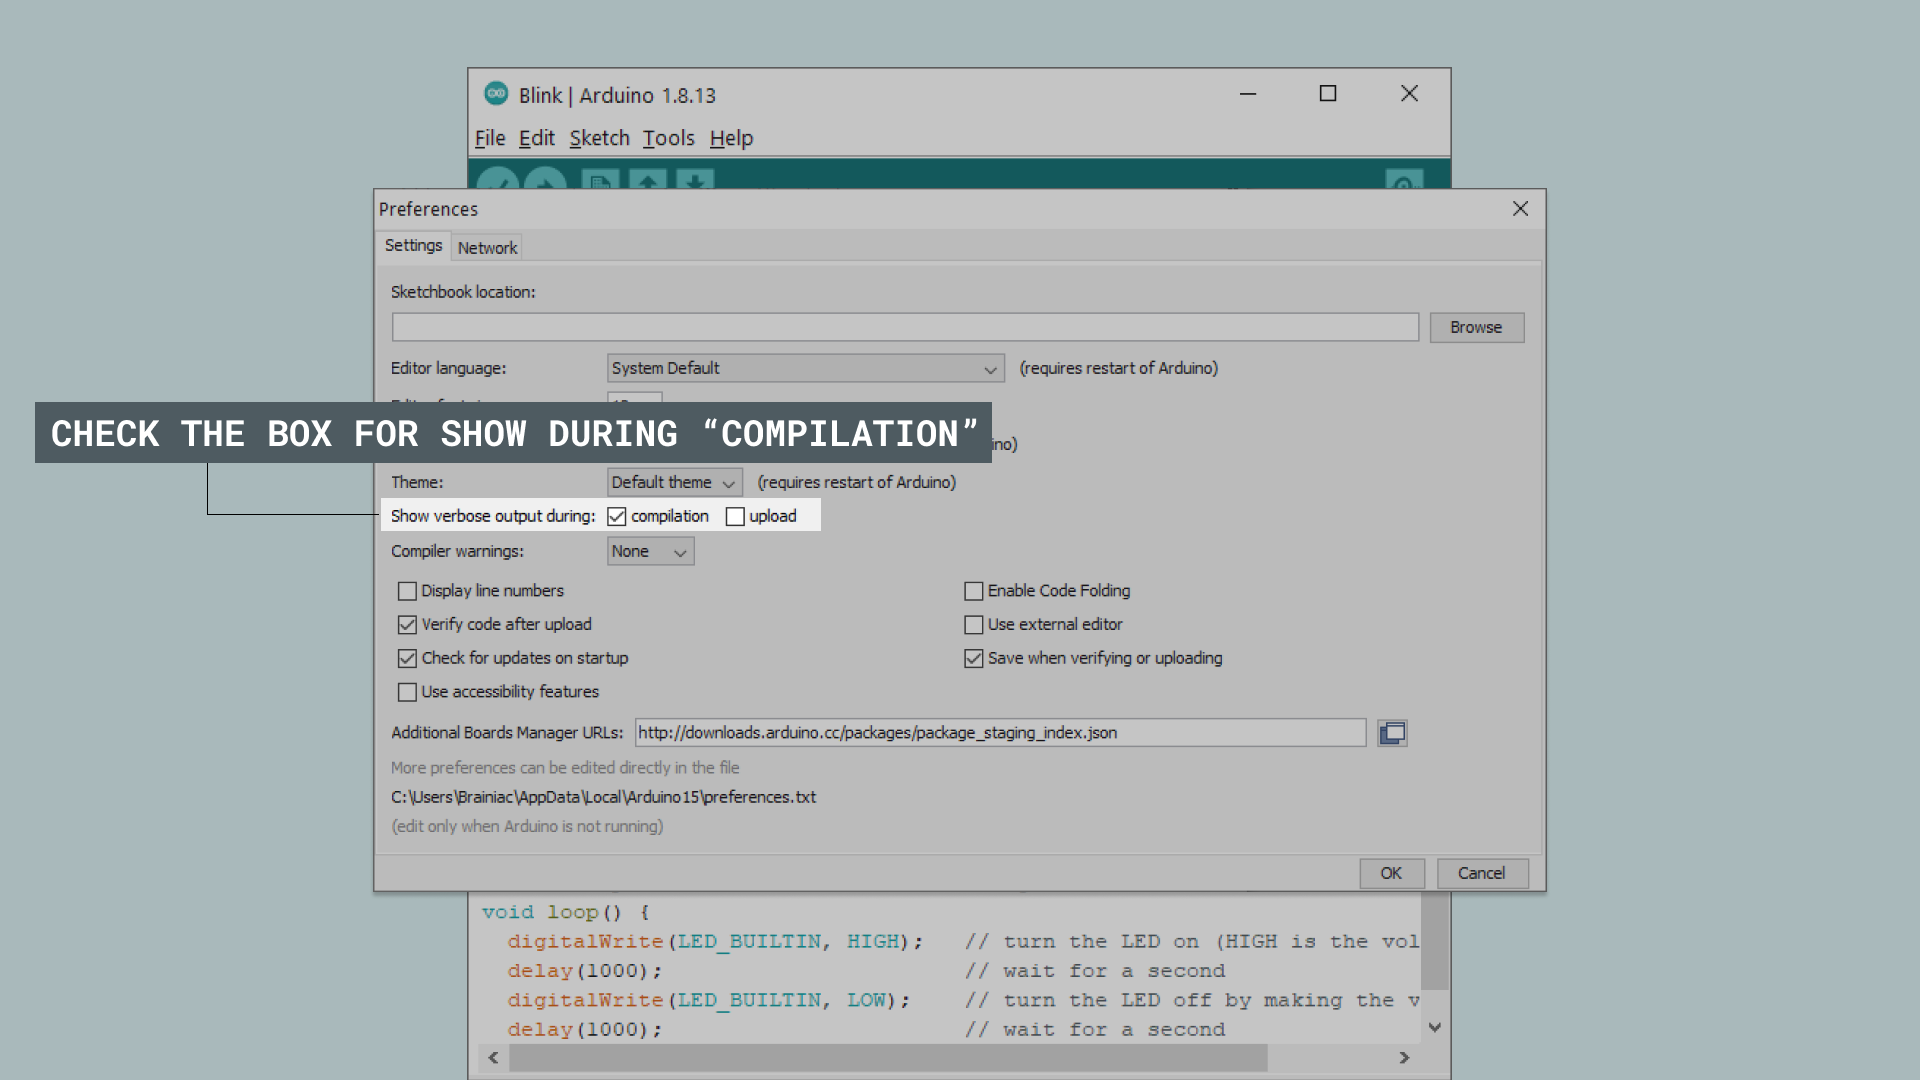 Blink | Arduino 1.8.13
File Edit Sketch Tools Help
Preferences
Settings Network
Sketchbook location:
Browse
Editor language: System Default (requires restart of Arduino)
CHECK THE BOX FOR SHOW DURING “COMPILATION”
Theme: Default theme (requires restart of Arduino)
Show verbose output during: compilation upload
Compiler warnings: None
Display line numbers Enable Code Folding
Verify code after upload Use external editor
Check for updates on startup Save when verifying or uploading
Use accessibility features
Additional Boards Manager URLs: http://downloads.arduino.cc/packages/package_staging_index.json
More preferences can be edited directly in the file
C:\Users\Brainiac\AppData\Local\Arduino15\preferences.txt
(edit only when Arduino is not running)
OK Cancel
void loop() {
digitalWrite(LED_BUILTIN, HIGH); // turn the LED on (HIGH is the vol
delay(1000); // wait for a second
digitalWrite(LED_BUILTIN, LOW); // turn the LED off by making the v
delay(1000); // wait for a second